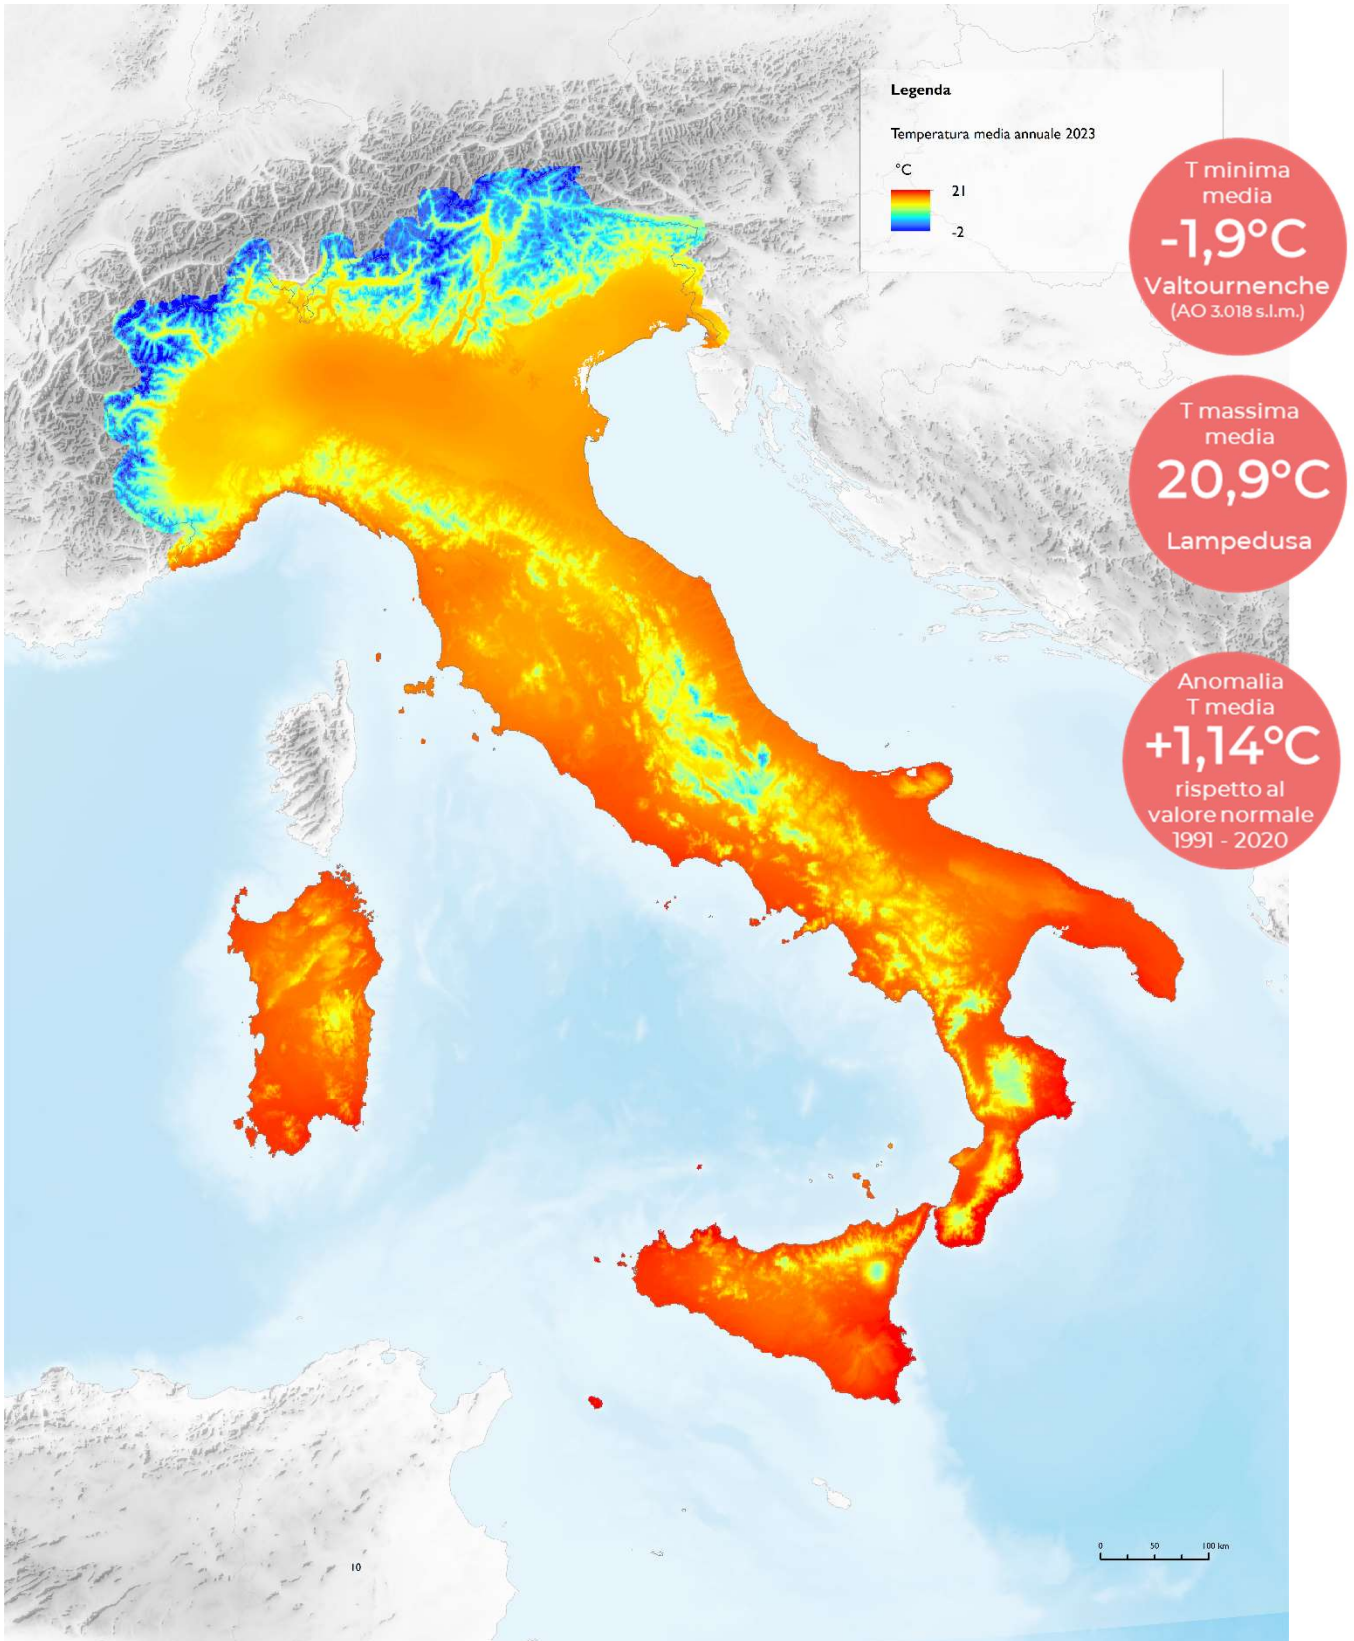 Legenda
Temperatura media annuale 2023
°C
21
-2
T minima
media
-1,9°C
Valtournenche
(AO 3.018 s.l.m.)
T massima
media
20,9°C
Lampedusa
Anomalia
T media
+1,14°C
rispetto al
valore normale
1991 - 2020
0 50 100 km
10